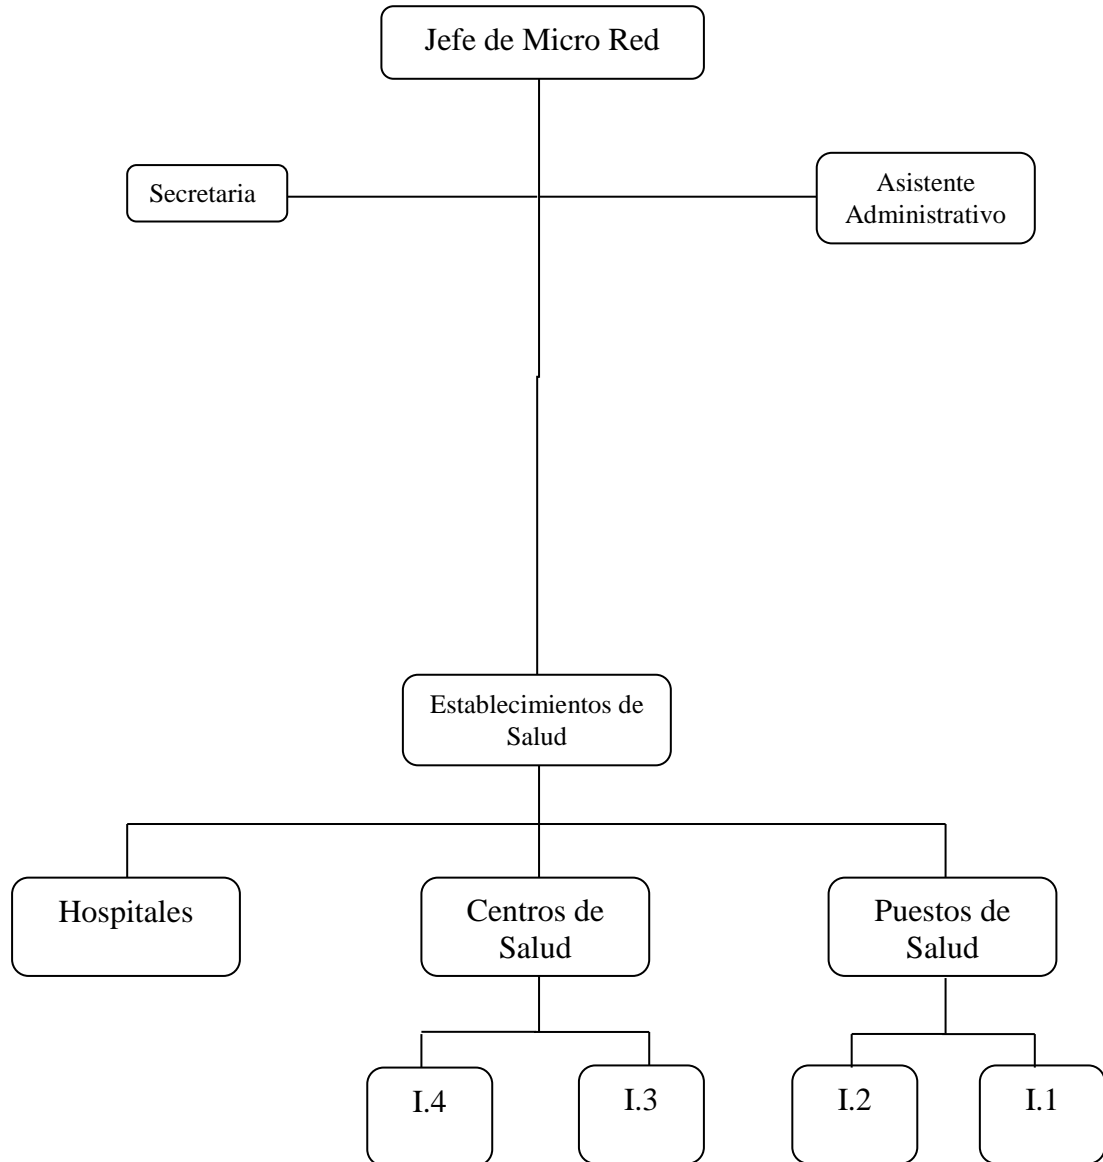 Jefe de Micro Red
Secretaria
Asistente
Administrativo
Establecimientos de
Salud
Hospitales
Centros de
Salud
Puestos de
Salud
I.4
I.3
I.2
I.1